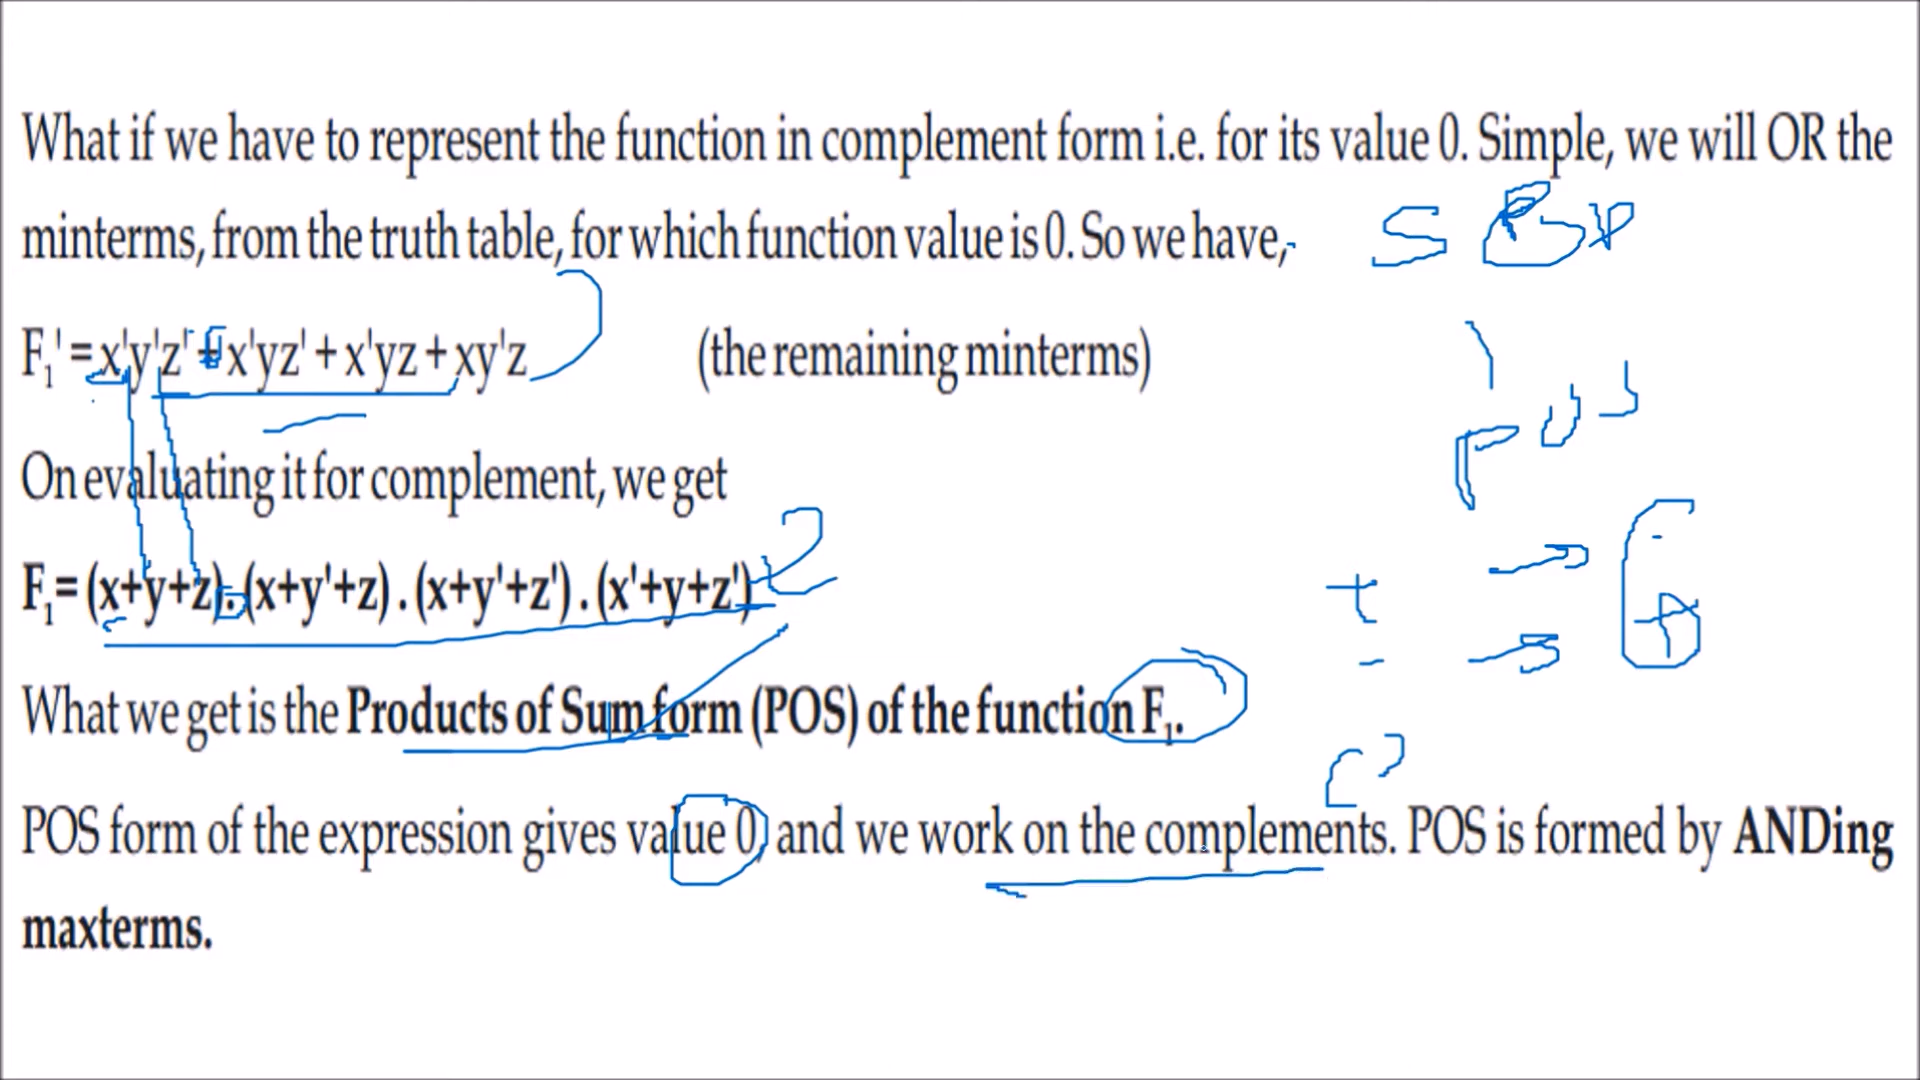 What if we have to represent the function in complement form i.e. for its value 0. Simple, we will OR the
minterms, from the truth table, for which function value is 0. So we have,
S O P
F₁' = x'y'z' + x'yz' + x'yz + xy'z (the remaining minterms)
On evaluating it for complement, we get
F₁= (x+y+z). (x+y'+z) . (x+y'+z') . (x'+y+z')
What we get is the Products of Sum form (POS) of the function F₁.
POS form of the expression gives value 0, and we work on the complements. POS is formed by ANDing
maxterms.